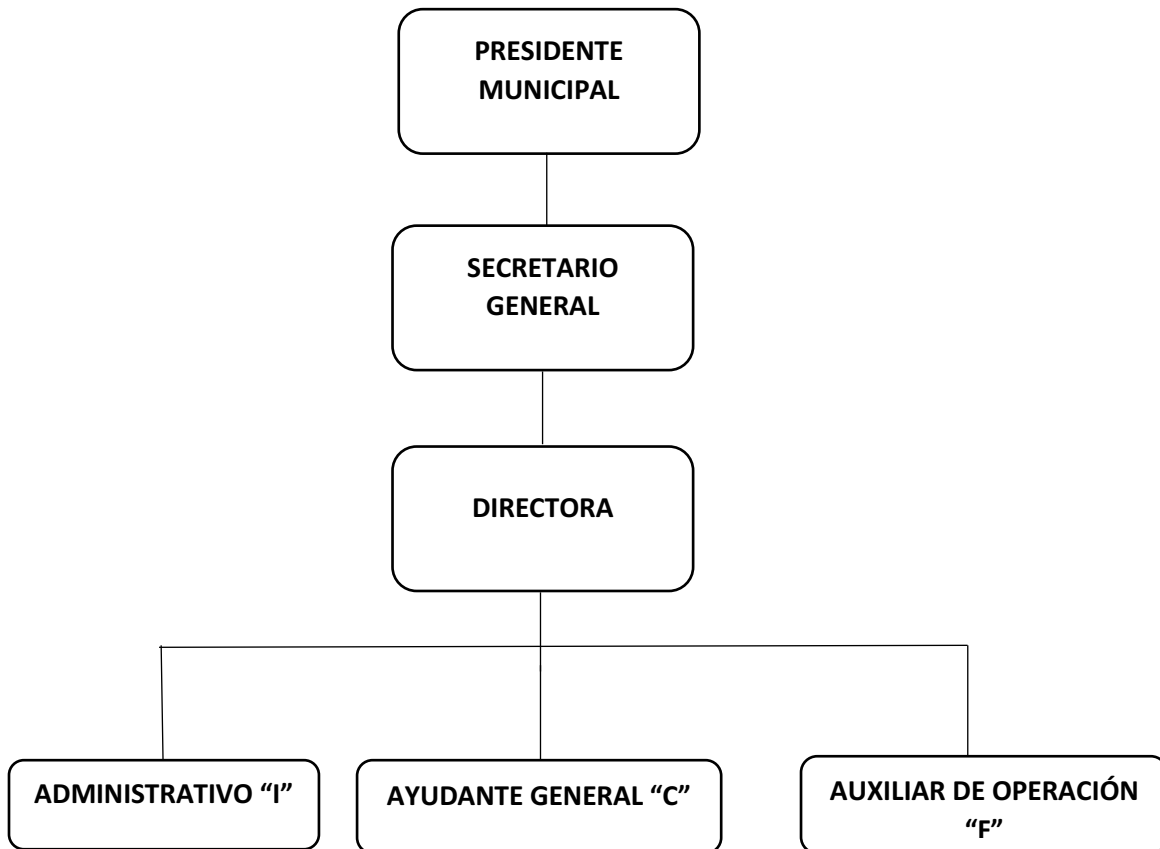 PRESIDENTE
MUNICIPAL
SECRETARIO
GENERAL
DIRECTORA
ADMINISTRATIVO “I”
AYUDANTE GENERAL “C”
AUXILIAR DE OPERACIÓN
“F”